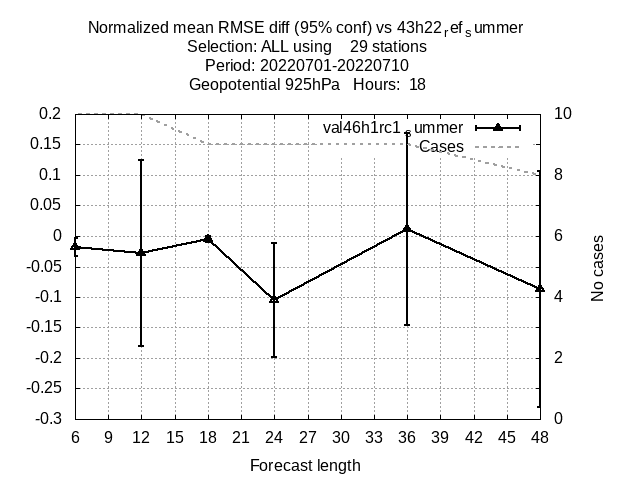 Normalized mean RMSE diff (95% conf) vs 43h22refsummer
Selection: ALL using 29 stations
Period: 20220701-20220710
Geopotential 925hPa Hours: 18
val46h1rc1summer
Cases
0.2
0.15
0.1
0.05
0
-0.05
-0.1
-0.15
-0.2
-0.25
-0.3
10
8
6
4
2
0
No cases
6 9 12 15 18 21 24 27 30 33 36 39 42 45 48
Forecast length